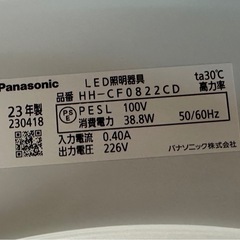 Panasonic LED照明器具 ta30℃
品番 HH-CF0822CD 高力率
23年製 PSE PESL 100V
230418 消費電力 38.8W 50/60Hz
入力電流 0.40A
出力電圧 226V パナソニック株式会社